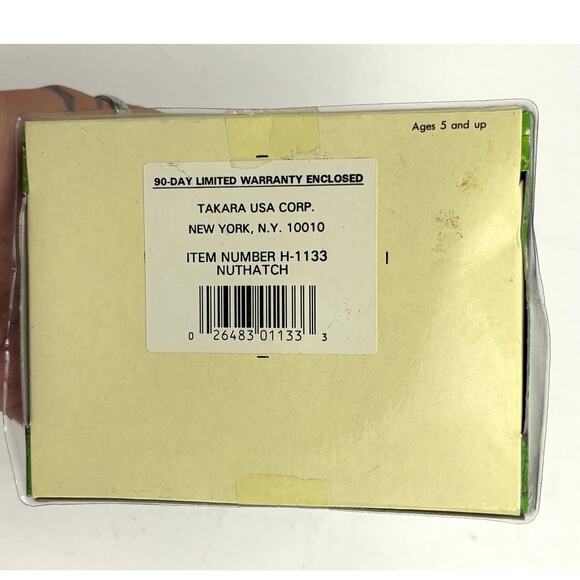 Ages 5 and up
90-DAY LIMITED WARRANTY ENCLOSED
TAKARA USA CORP.
NEW YORK, N.Y. 10010
ITEM NUMBER H-1133
NUTHATCH
0 26483 01133 3